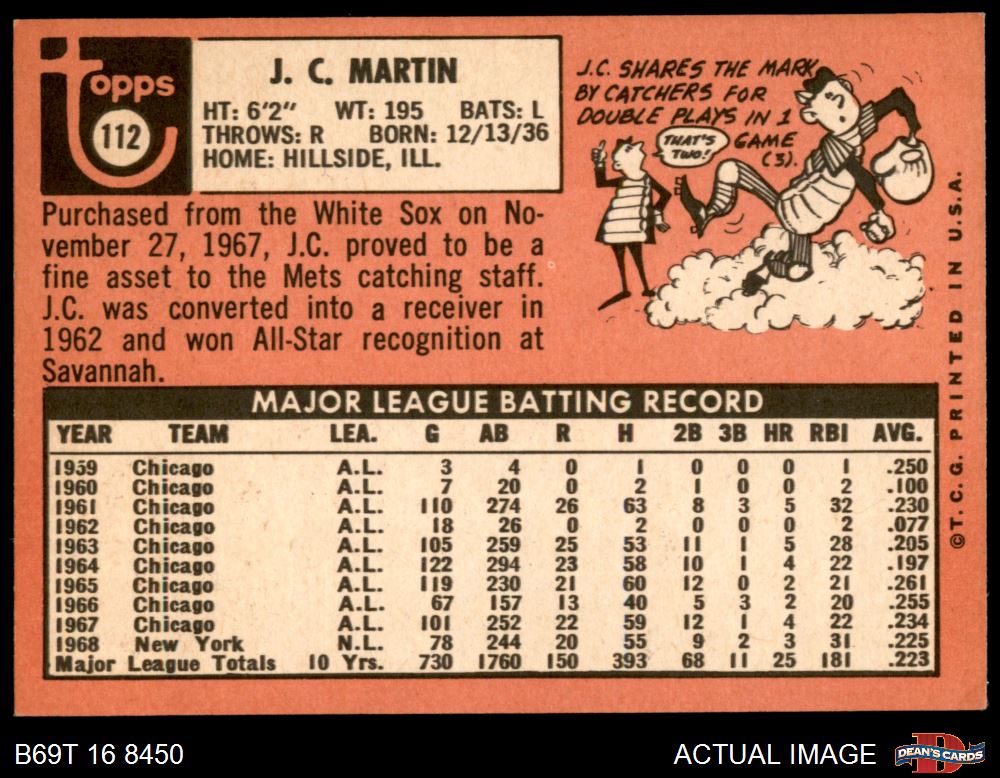 Topps
112
J. C. MARTIN
HT: 6'2" WT: 195 BATS: L
THROWS: R BORN: 12/13/36
HOME: HILLSIDE, ILL.
J.C. SHARES THE MARK
BY CATCHERS FOR
DOUBLE PLAYS IN 1
GAME
(3).
THAT'S
TWO!
Purchased from the White Sox on No-
vember 27, 1967, J.C. proved to be a
fine asset to the Mets catching staff.
J.C. was converted into a receiver in
1962 and won All-Star recognition at
Savannah.
MAJOR LEAGUE BATTING RECORD
YEAR TEAM LEA. G AB R H 2B 3B HR RBI AVG.
1959 Chicago A.L. 3 4 0 1 0 0 0 1 .250
1960 Chicago A.L. 7 20 0 2 1 0 0 2 .100
1961 Chicago A.L. 110 274 26 63 8 3 5 32 .230
1962 Chicago A.L. 18 26 0 2 0 0 0 2 .077
1963 Chicago A.L. 105 259 25 53 11 1 5 28 .205
1964 Chicago A.L. 122 294 23 58 10 1 4 22 .197
1965 Chicago A.L. 119 230 21 60 12 0 2 21 .261
1966 Chicago A.L. 67 157 13 40 5 3 2 20 .255
1967 Chicago A.L. 101 252 22 59 12 1 4 22 .234
1968 New York N.L. 78 244 20 55 9 2 3 31 .225
Major League Totals 10 Yrs. 730 1760 150 393 68 11 25 181 .223
©T. C. G. PRINTED IN U.S.A.
B69T 16 8450
ACTUAL IMAGE
D
DEAN'S CARDS